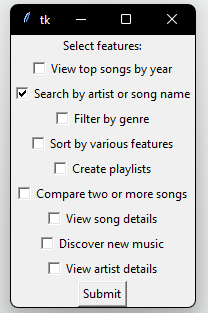 tk
Select features:
View top songs by year
Search by artist or song name
Filter by genre
Sort by various features
Create playlists
Compare two or more songs
View song details
Discover new music
View artist details
Submit